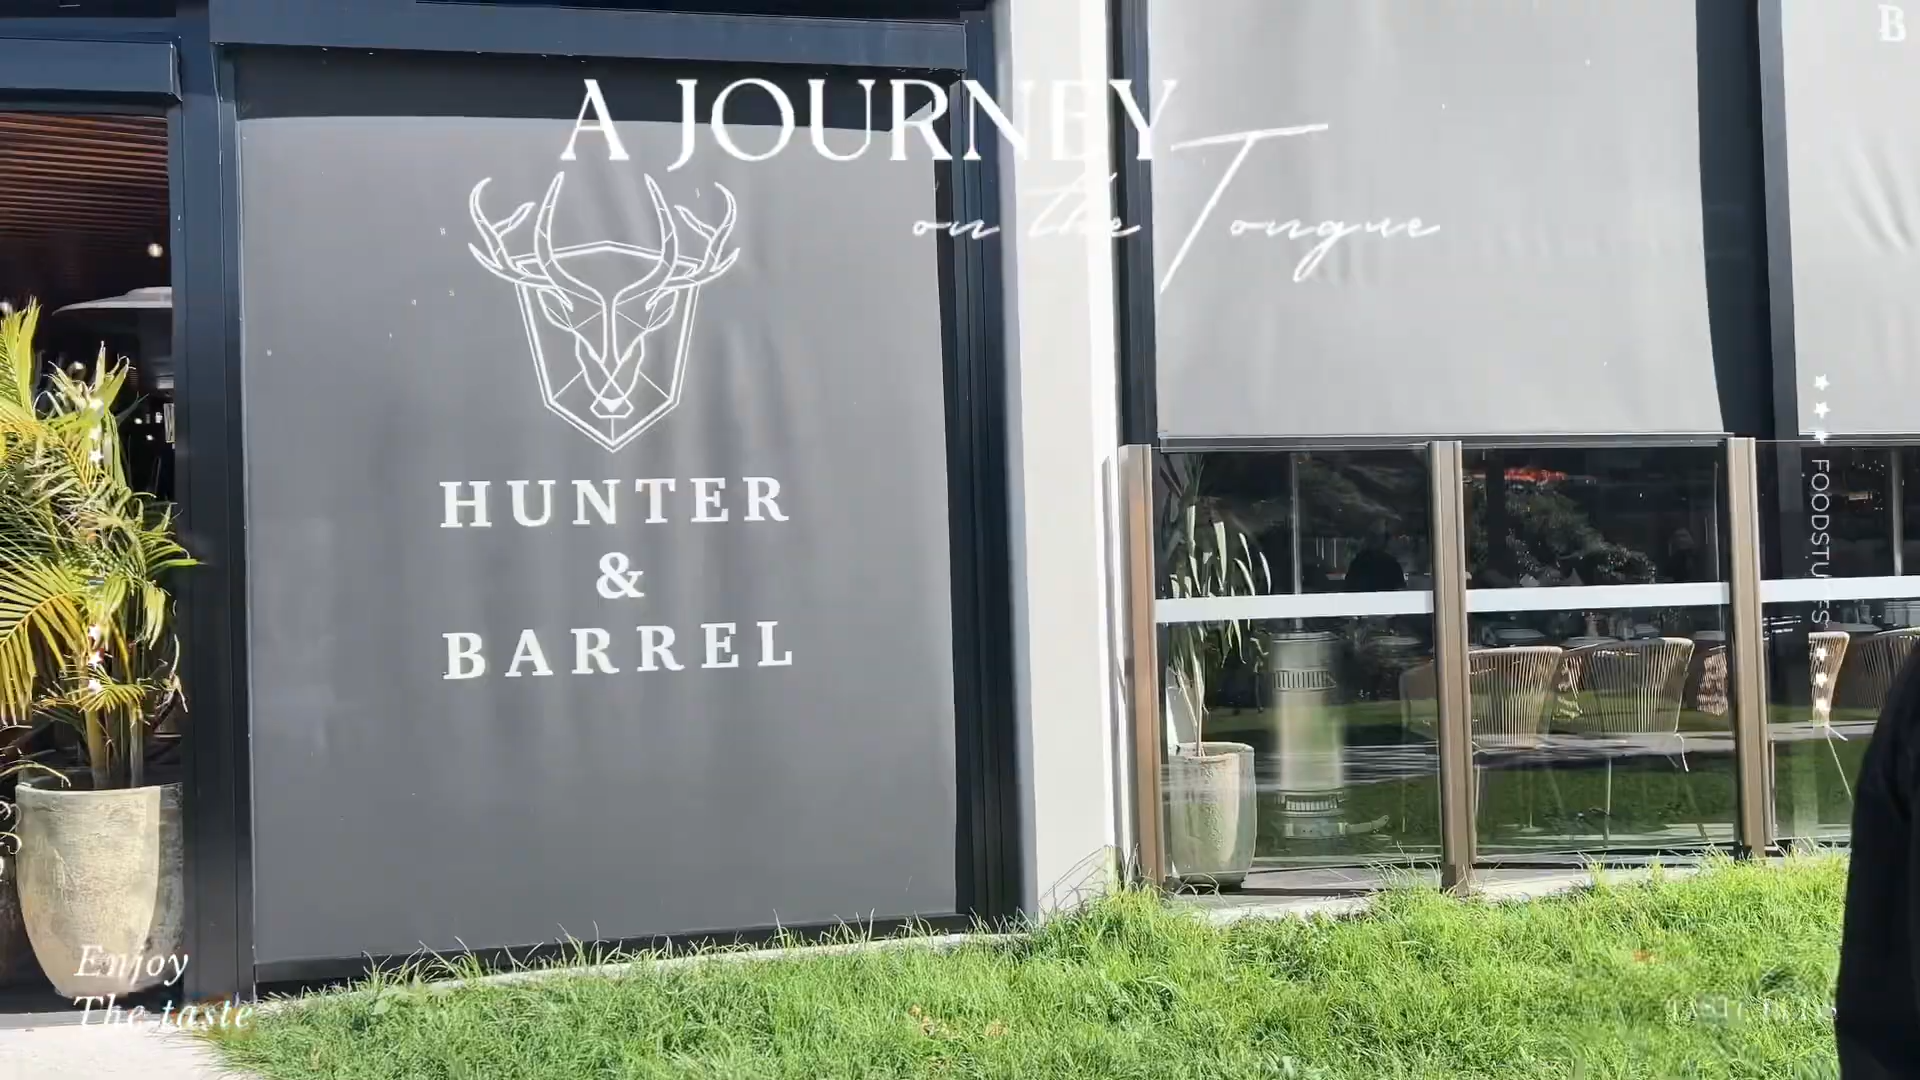 B
A JOURNEY
on the Tongue
HUNTER
&
BARREL
FOODSTUFFS
Enjoy
The taste